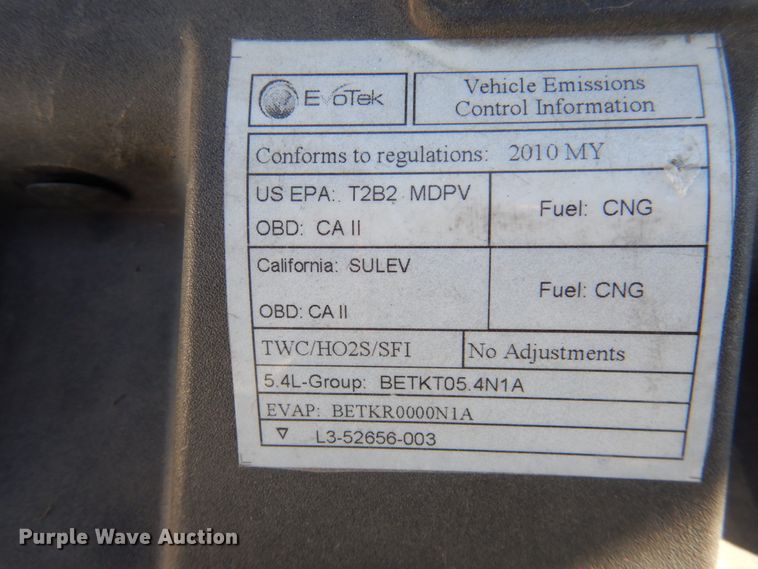 EvoTek
Vehicle Emissions
Control Information
Conforms to regulations: 2010 MY
US EPA: T2B2 MDPV
OBD: CA II
Fuel: CNG
California: SULEV
OBD: CA II
Fuel: CNG
TWC/HO2S/SFI
No Adjustments
5.4L-Group: BETKT05.4N1A
EVAP: BETKR0000N1A
L3-52656-003
Purple Wave Auction